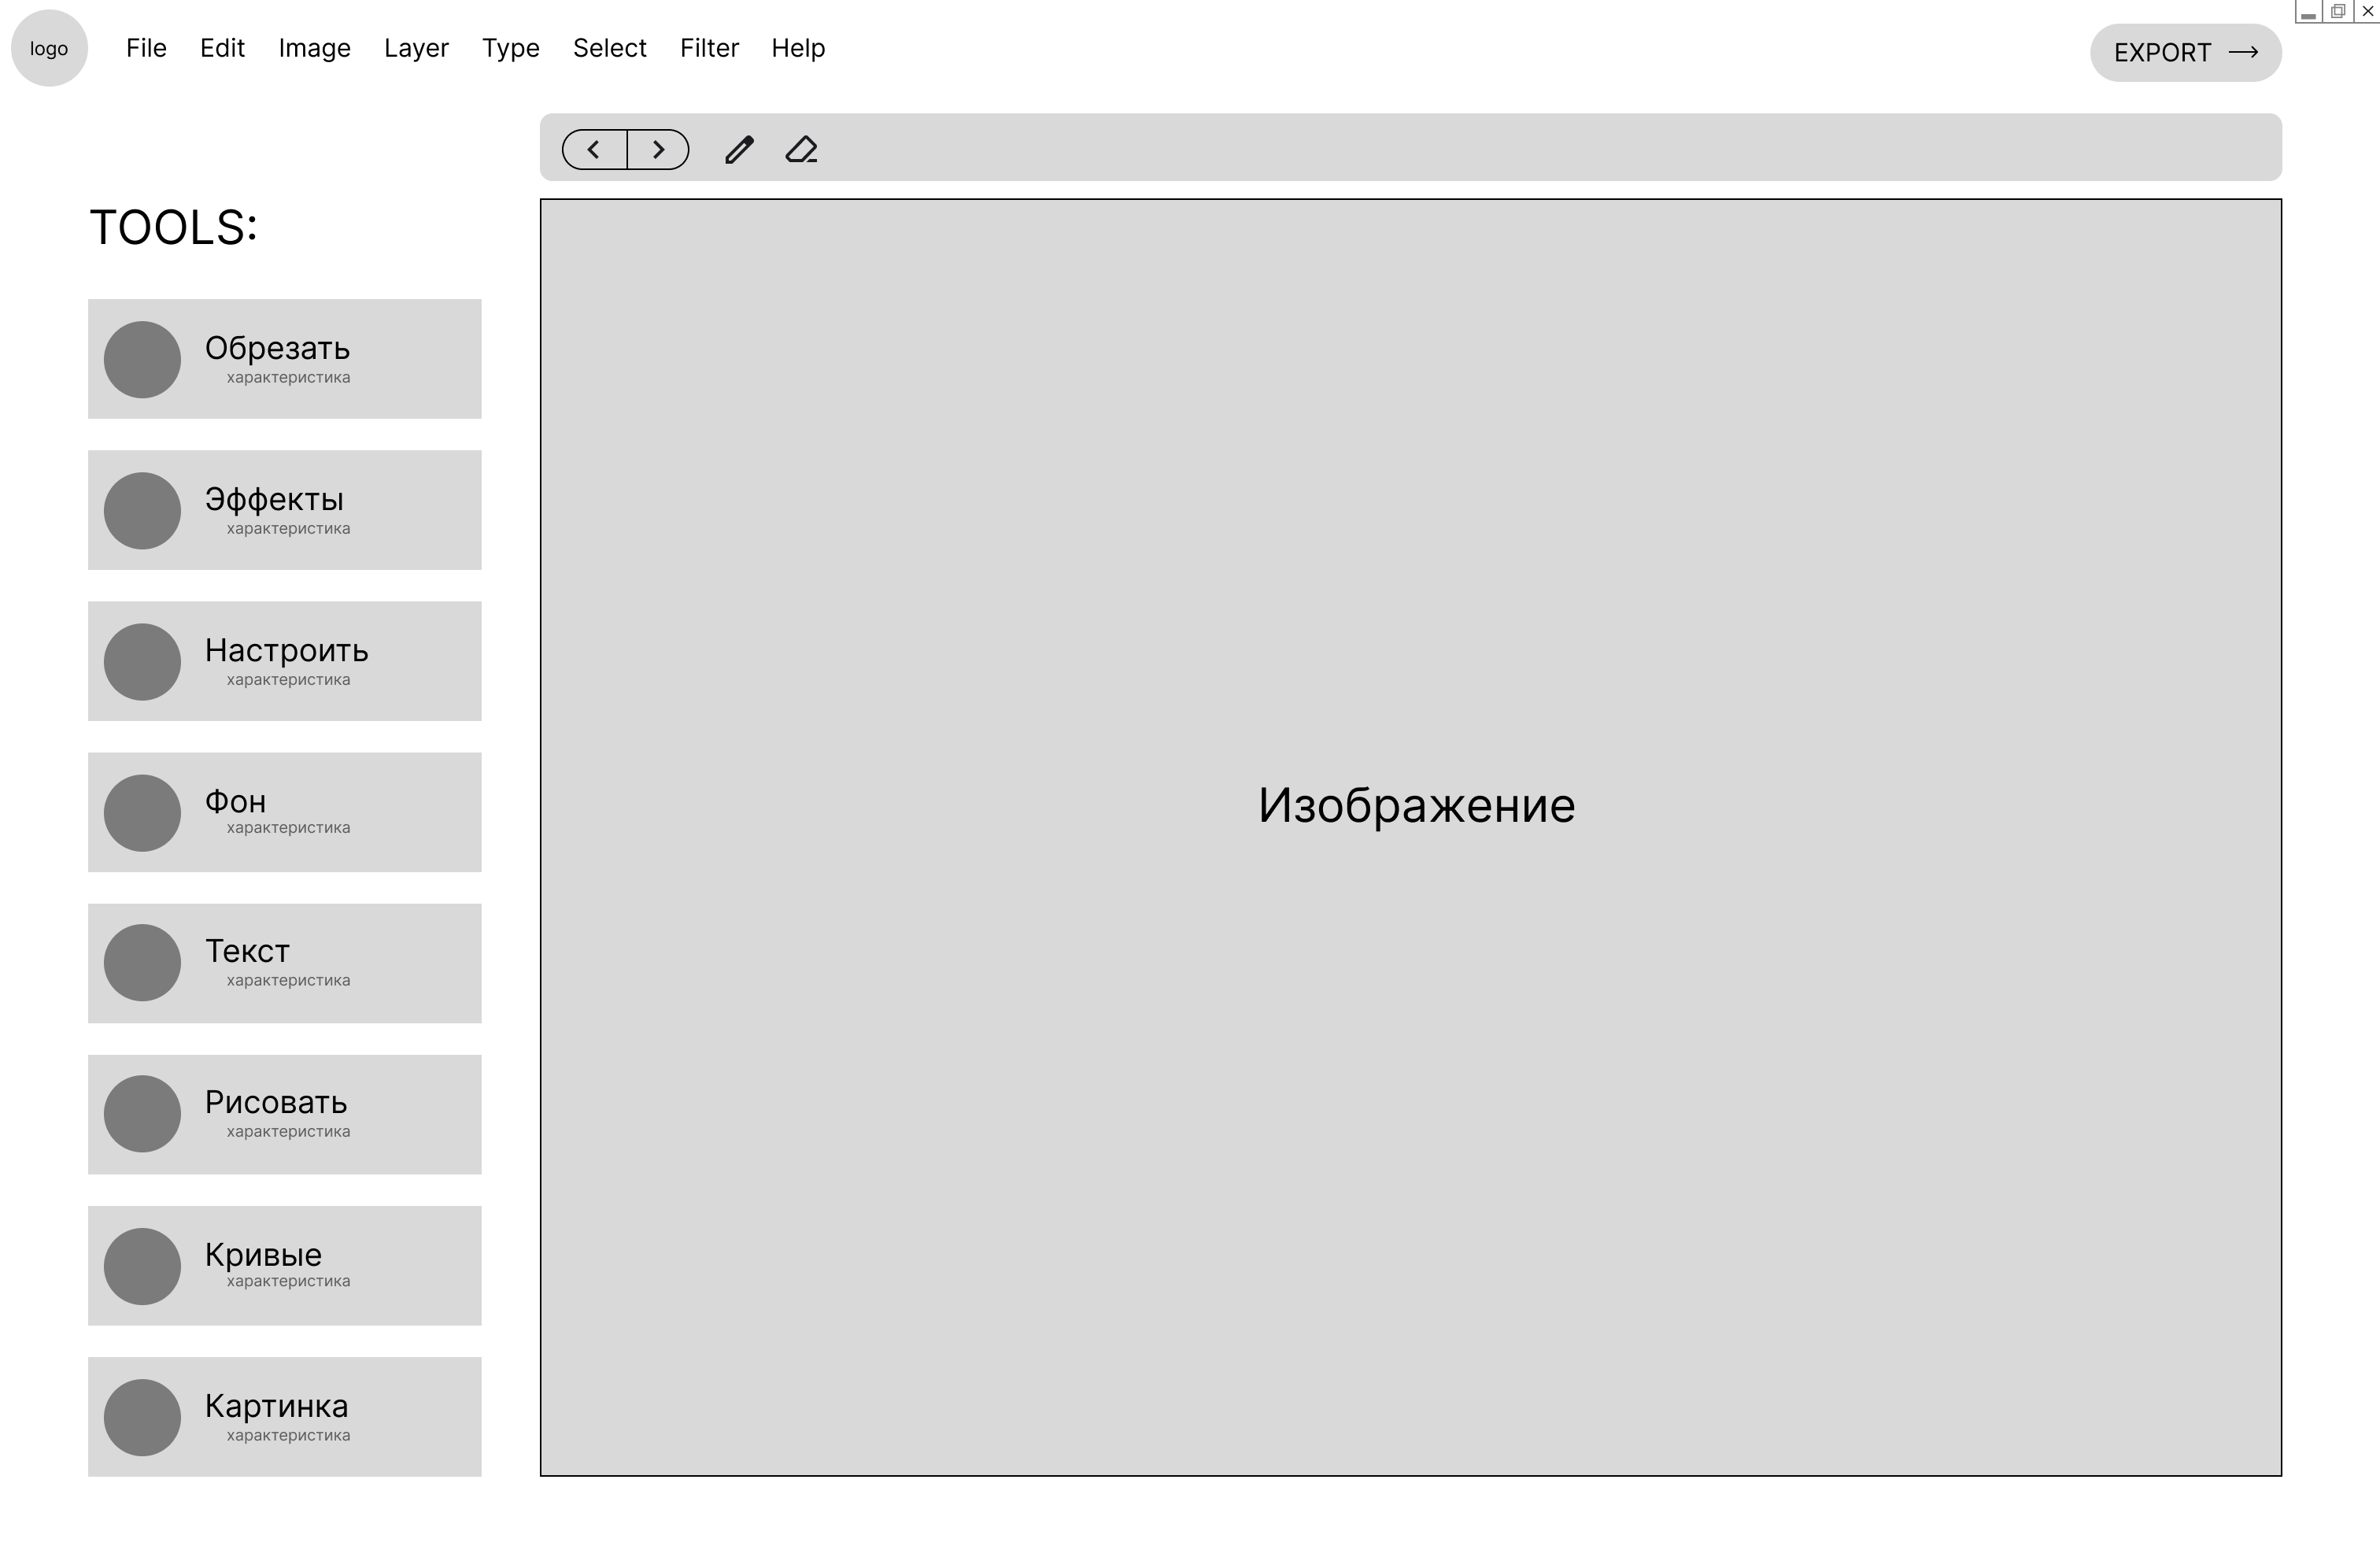 logo
File Edit Image Layer Type Select Filter Help
EXPORT
TOOLS:
Обрезать
характеристика
Эффекты
характеристика
Настроить
характеристика
Фон
характеристика
Текст
характеристика
Рисовать
характеристика
Кривые
характеристика
Картинка
характеристика
Изображение